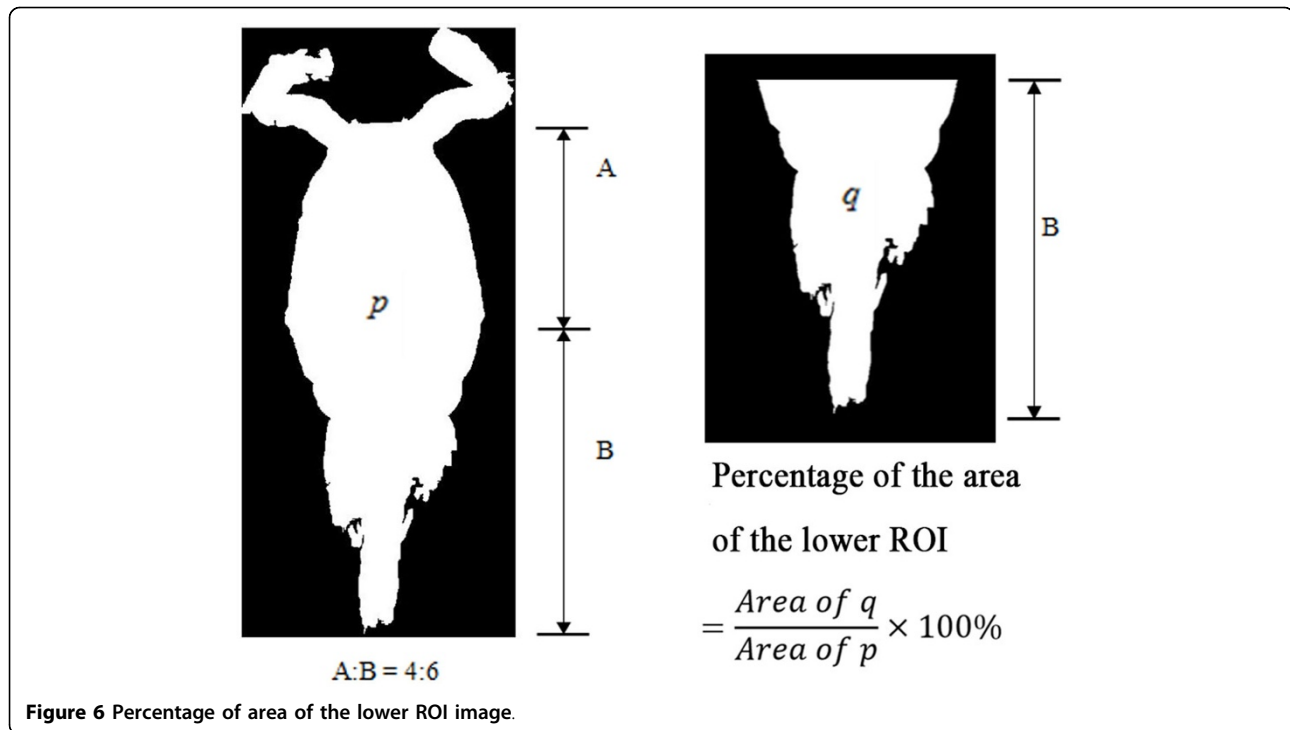 A
p
B
A:B = 4:6
q
B
Percentage of the area
of the lower ROI
= Area of q / Area of p × 100%
Figure 6 Percentage of area of the lower ROI image.